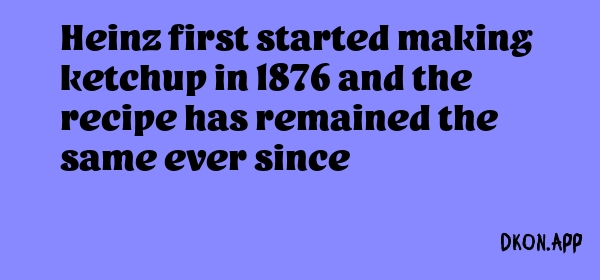 Heinz first started making
ketchup in 1876 and the
recipe has remained the
same ever since
DKON.APP